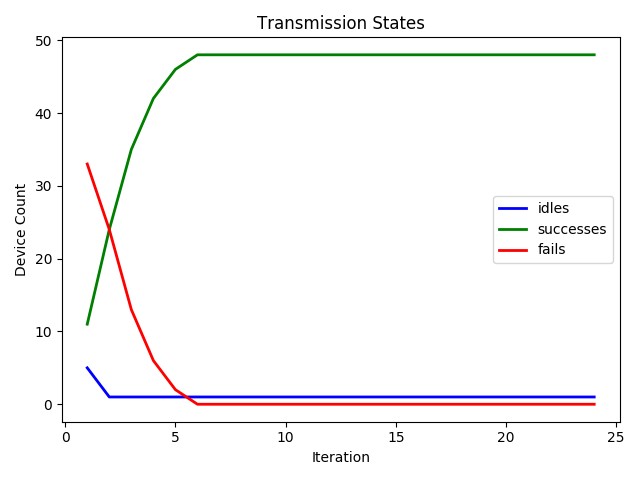 Transmission States
Device Count
50
40
30
20
10
0
idles
successes
fails
0 5 10 15 20 25
Iteration